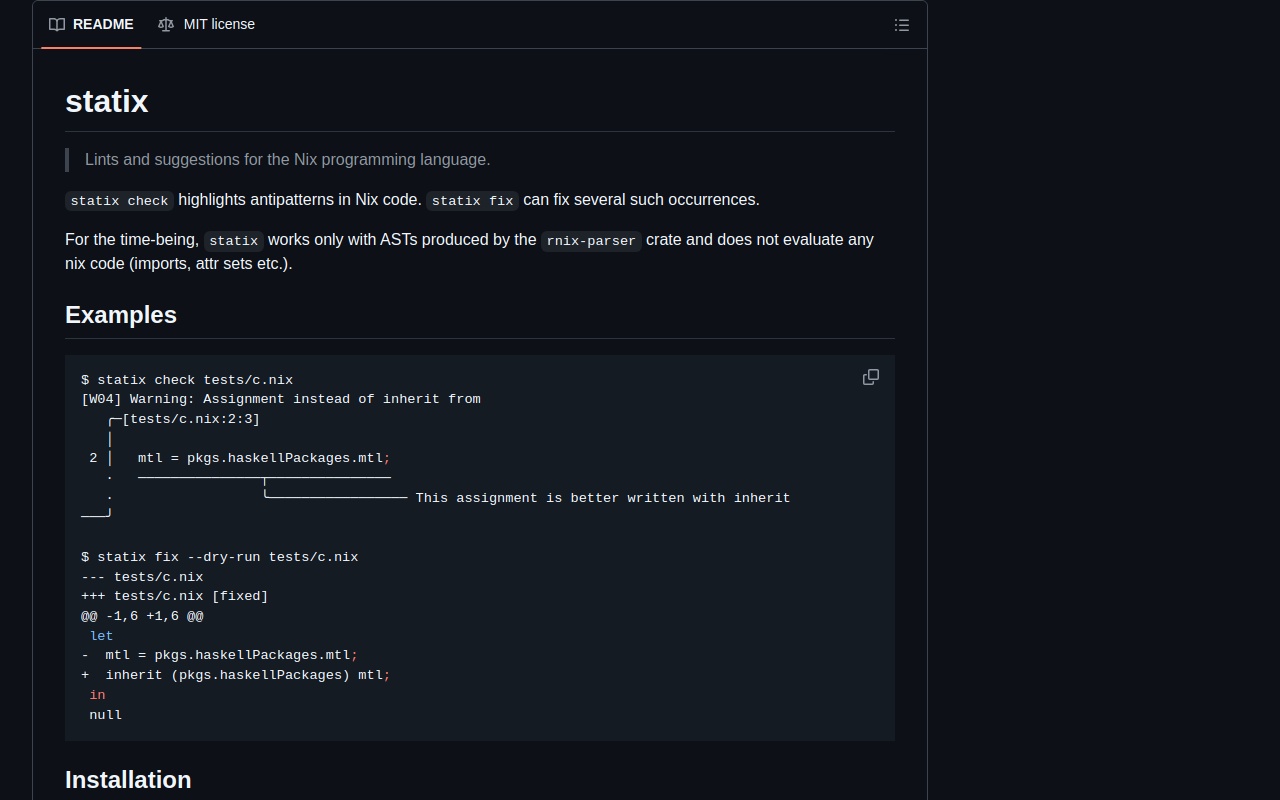 README
MIT license
statix
Lints and suggestions for the Nix programming language.
statix check highlights antipatterns in Nix code. statix fix can fix several such occurrences.
For the time-being, statix works only with ASTs produced by the rnix-parser crate and does not evaluate any
nix code (imports, attr sets etc.).
Examples
$ statix check tests/c.nix
[W04] Warning: Assignment instead of inherit from
   ╭─[tests/c.nix:2:3]
   │
 2 │   mtl = pkgs.haskellPackages.mtl;
   ·   ───────────────┬───────────────
   ·                  ╰───────────────── This assignment is better written with inherit
───╯
$ statix fix --dry-run tests/c.nix
--- tests/c.nix
+++ tests/c.nix [fixed]
@@ -1,6 +1,6 @@
 let
-  mtl = pkgs.haskellPackages.mtl;
+  inherit (pkgs.haskellPackages) mtl;
 in
 null
Installation